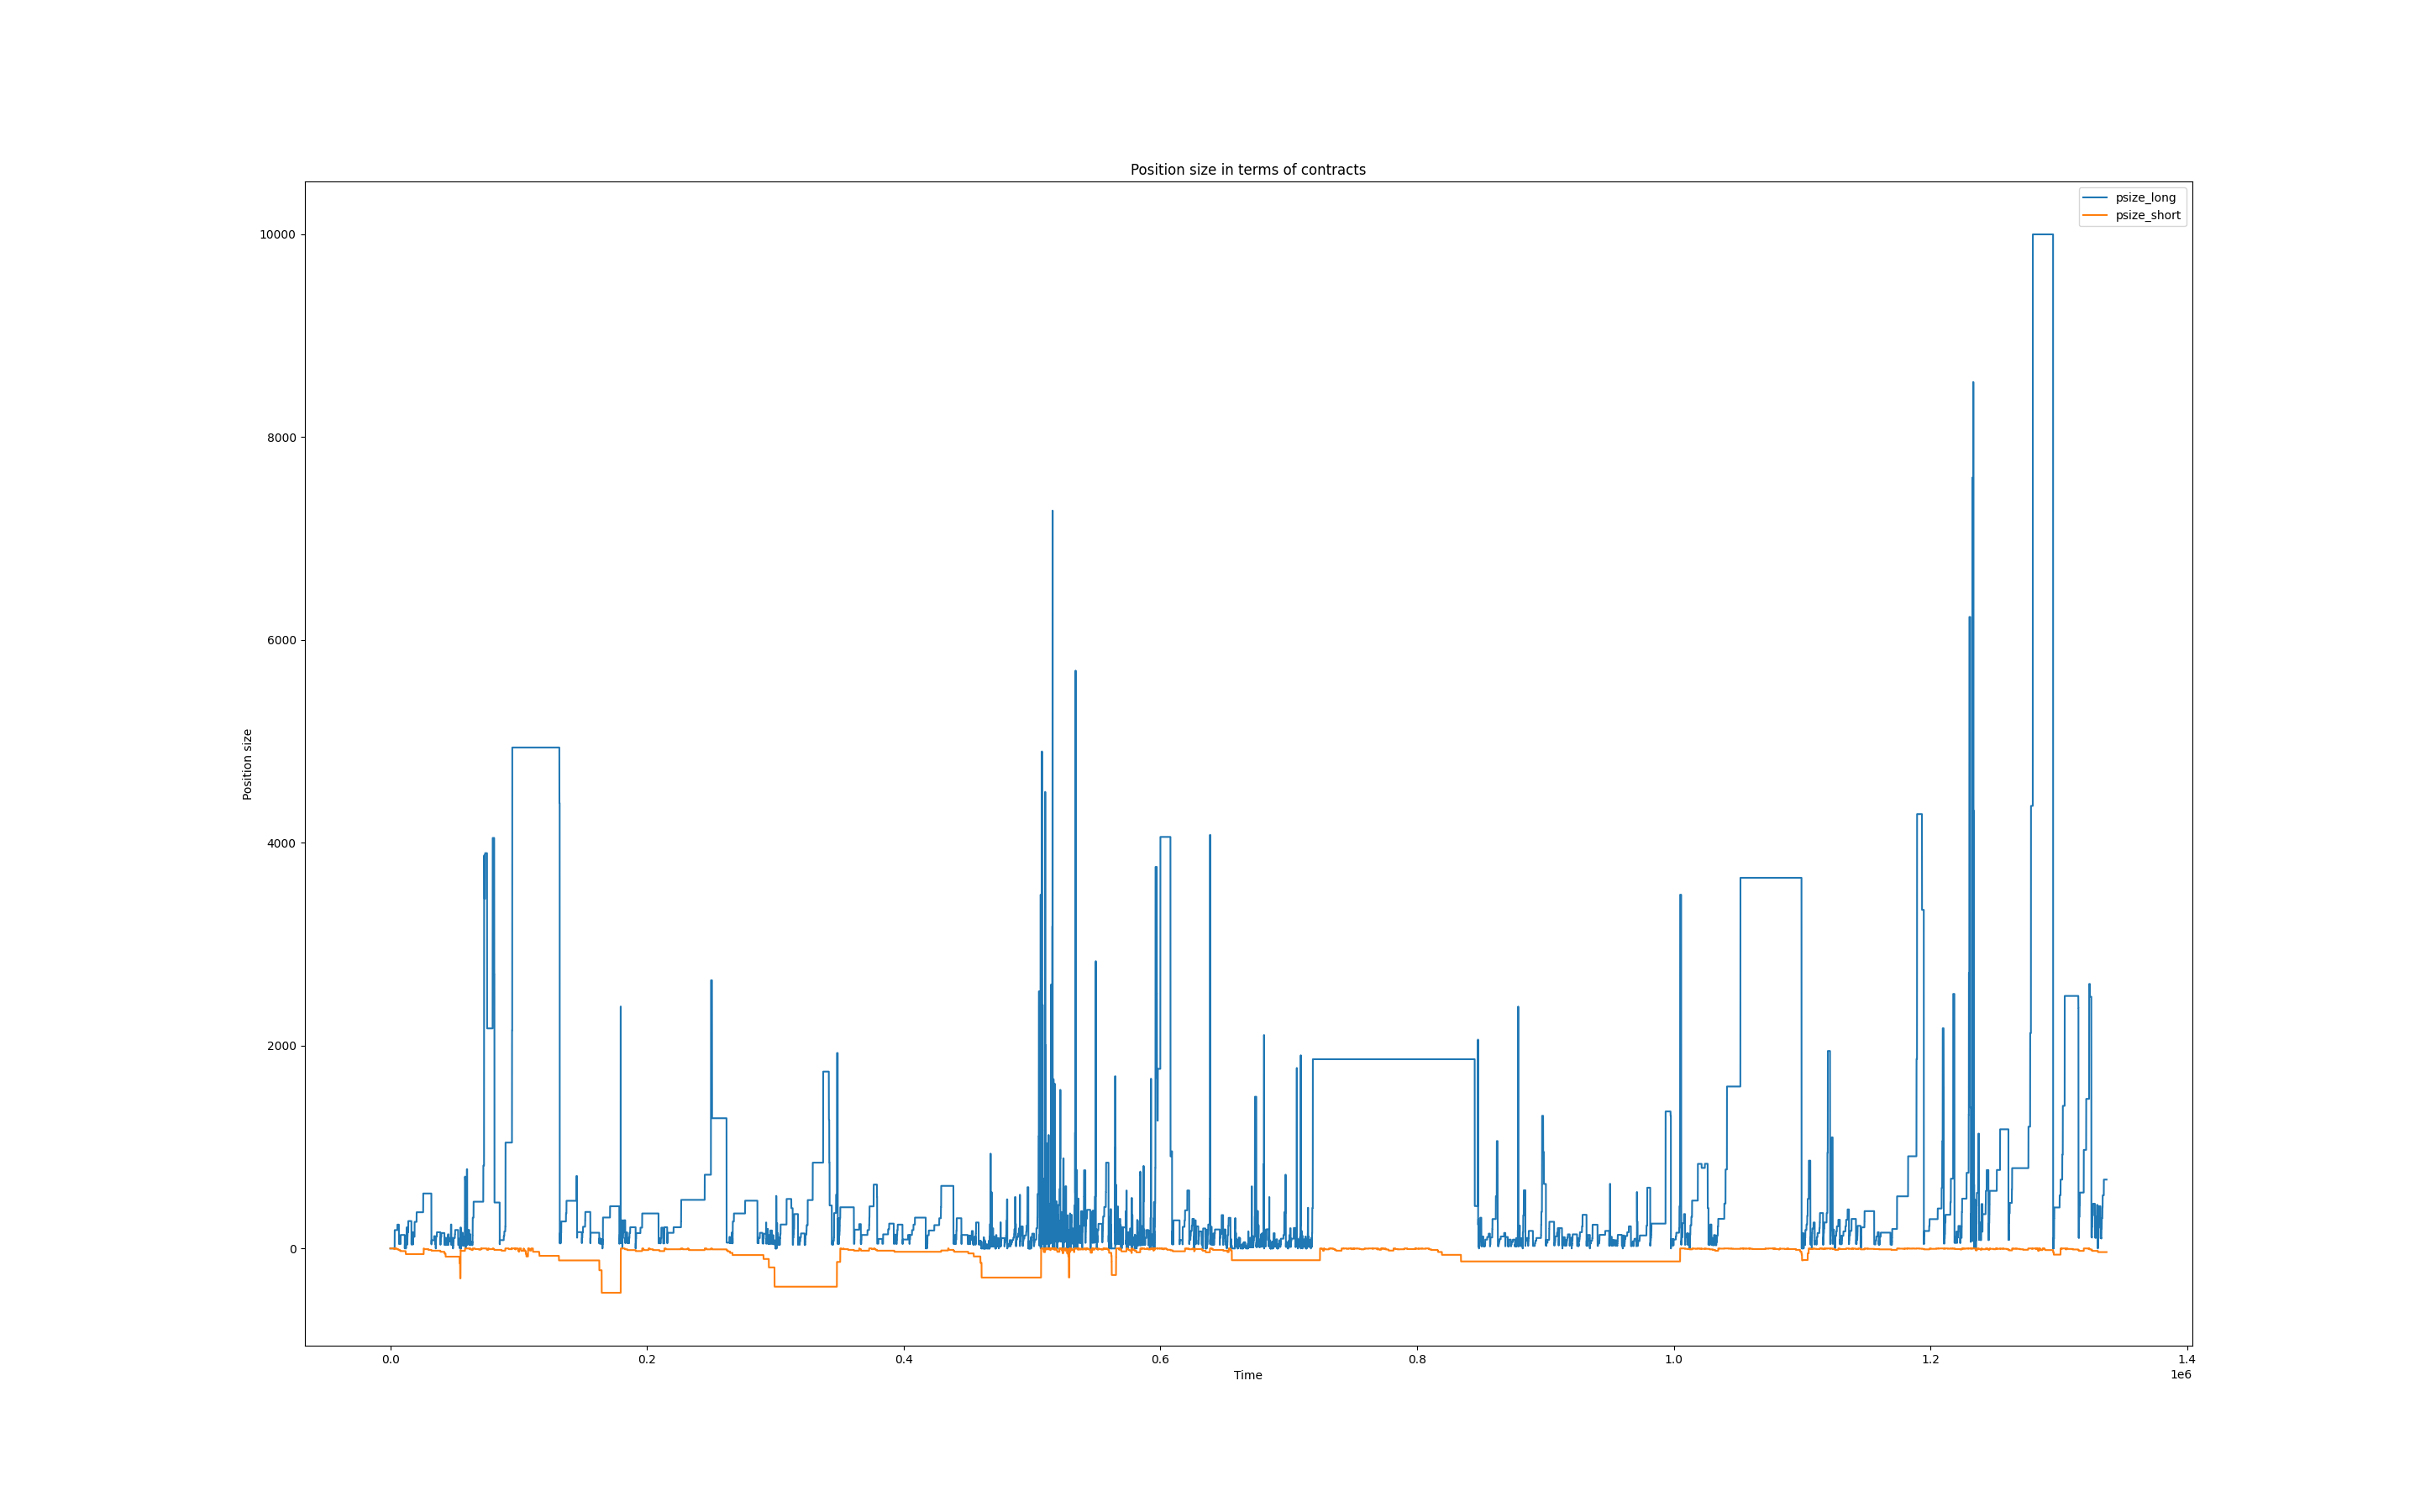 Position size in terms of contracts
psize_long
psize_short
10000
8000
6000
4000
2000
0
Position size
0.0 0.2 0.4 0.6 0.8 1.0 1.2 1.4
Time
1e6